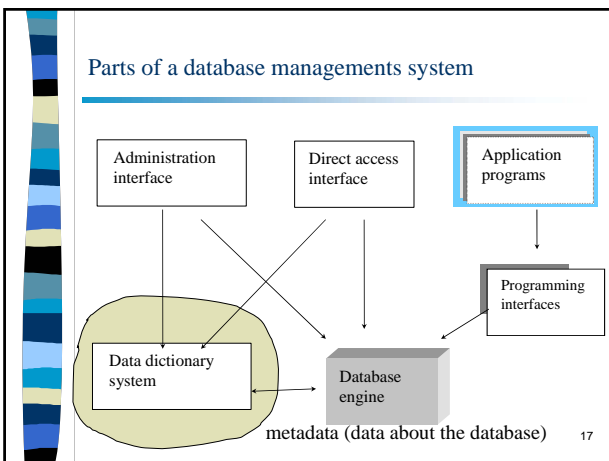 Parts of a database managements system
Administration
interface
Direct access
interface
Application
programs
Programming
interfaces
Data dictionary
system
Database
engine
metadata (data about the database)
17